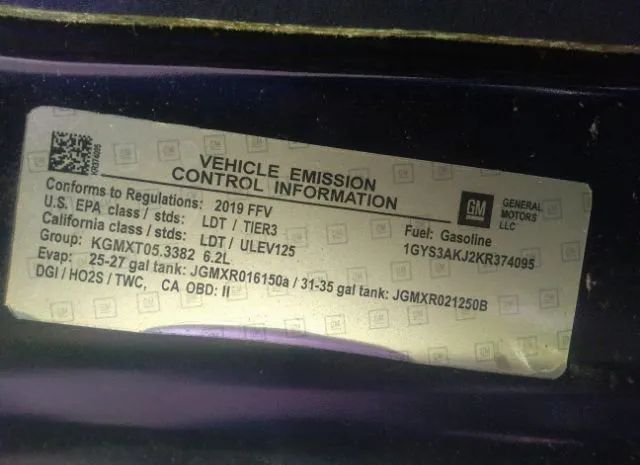 KR374095
VEHICLE EMISSION
CONTROL INFORMATION
GM
GENERAL
MOTORS
LLC
Conforms to Regulations: 2019 FFV
U.S. EPA class / stds: LDT / TIER3
California class / stds: LDT / ULEV125
Group: KGMXT05.3382 6.2L
Evap: 25-27 gal tank: JGMXR016150a / 31-35 gal tank: JGMXR021250B
DGI / HO2S / TWC, CA OBD: II
Fuel: Gasoline
1GYS3AKJ2KR374095